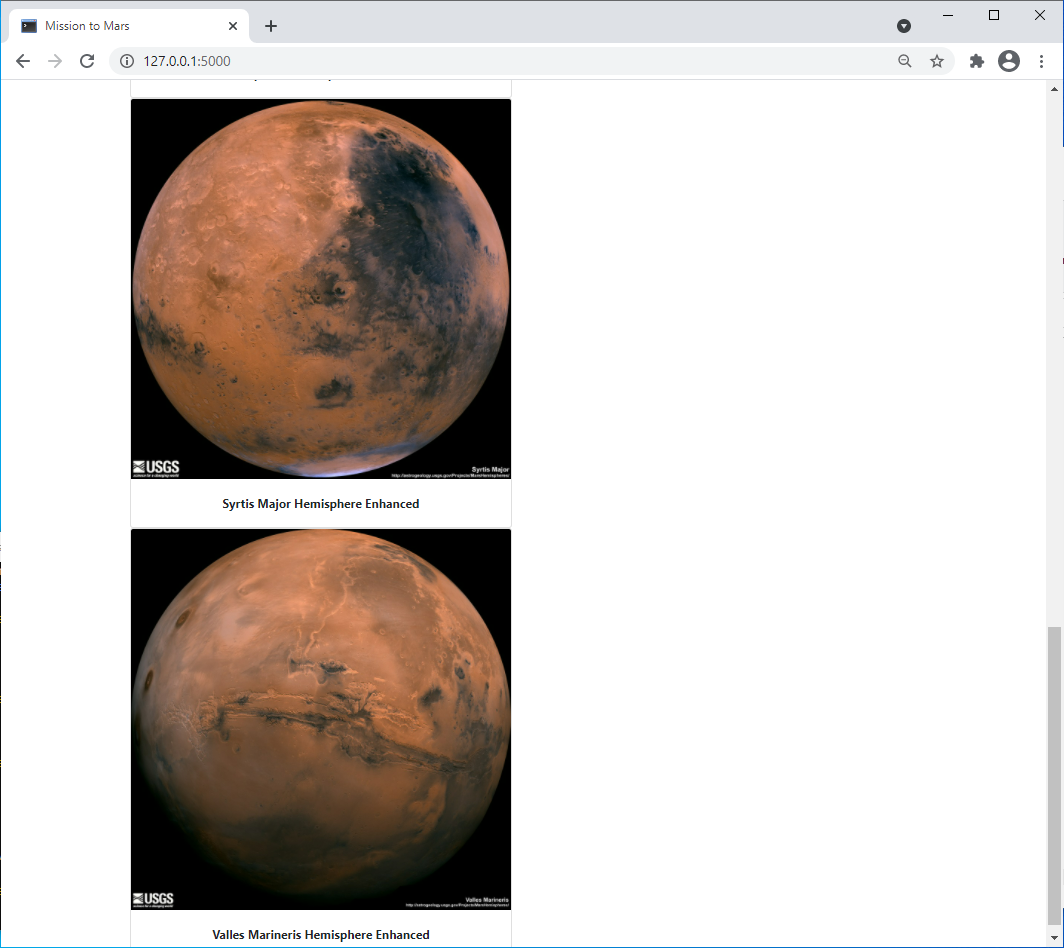 Mission to Mars
127.0.0.1:5000
USGS
science for a changing world
Syrtis Major
http://astrogeology.usgs.gov/Projects/MarsHemispheres/
Syrtis Major Hemisphere Enhanced
USGS
science for a changing world
Valles Marineris
http://astrogeology.usgs.gov/Projects/MarsHemispheres/
Valles Marineris Hemisphere Enhanced